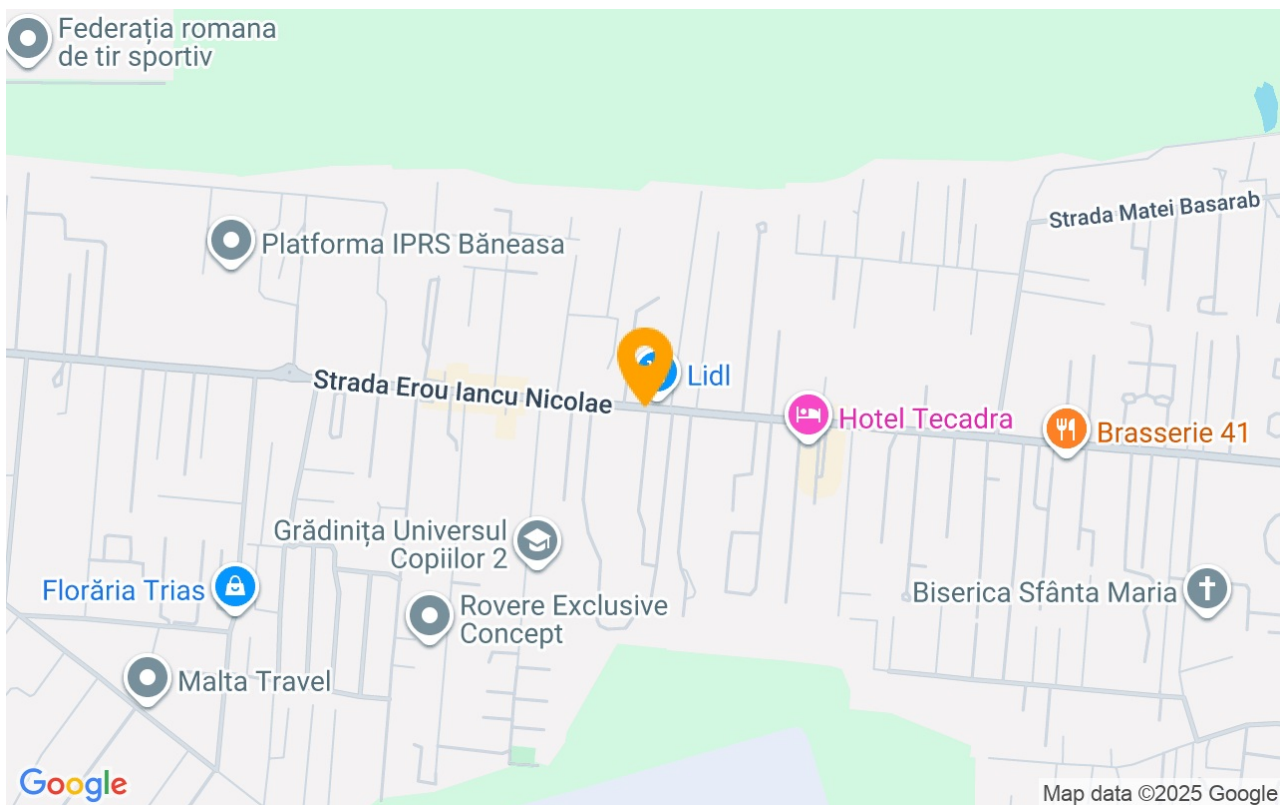 Federația romana
de tir sportiv
Strada Matei Basarab
Platforma IPRS Băneasa
Strada Erou Iancu Nicolae
Lidl
Hotel Tecadra
Brasserie 41
Grădinița Universul
Copiilor 2
Florăria Trias
Rovere Exclusive
Concept
Biserica Sfânta Maria
Malta Travel
Google
Map data ©2025 Google